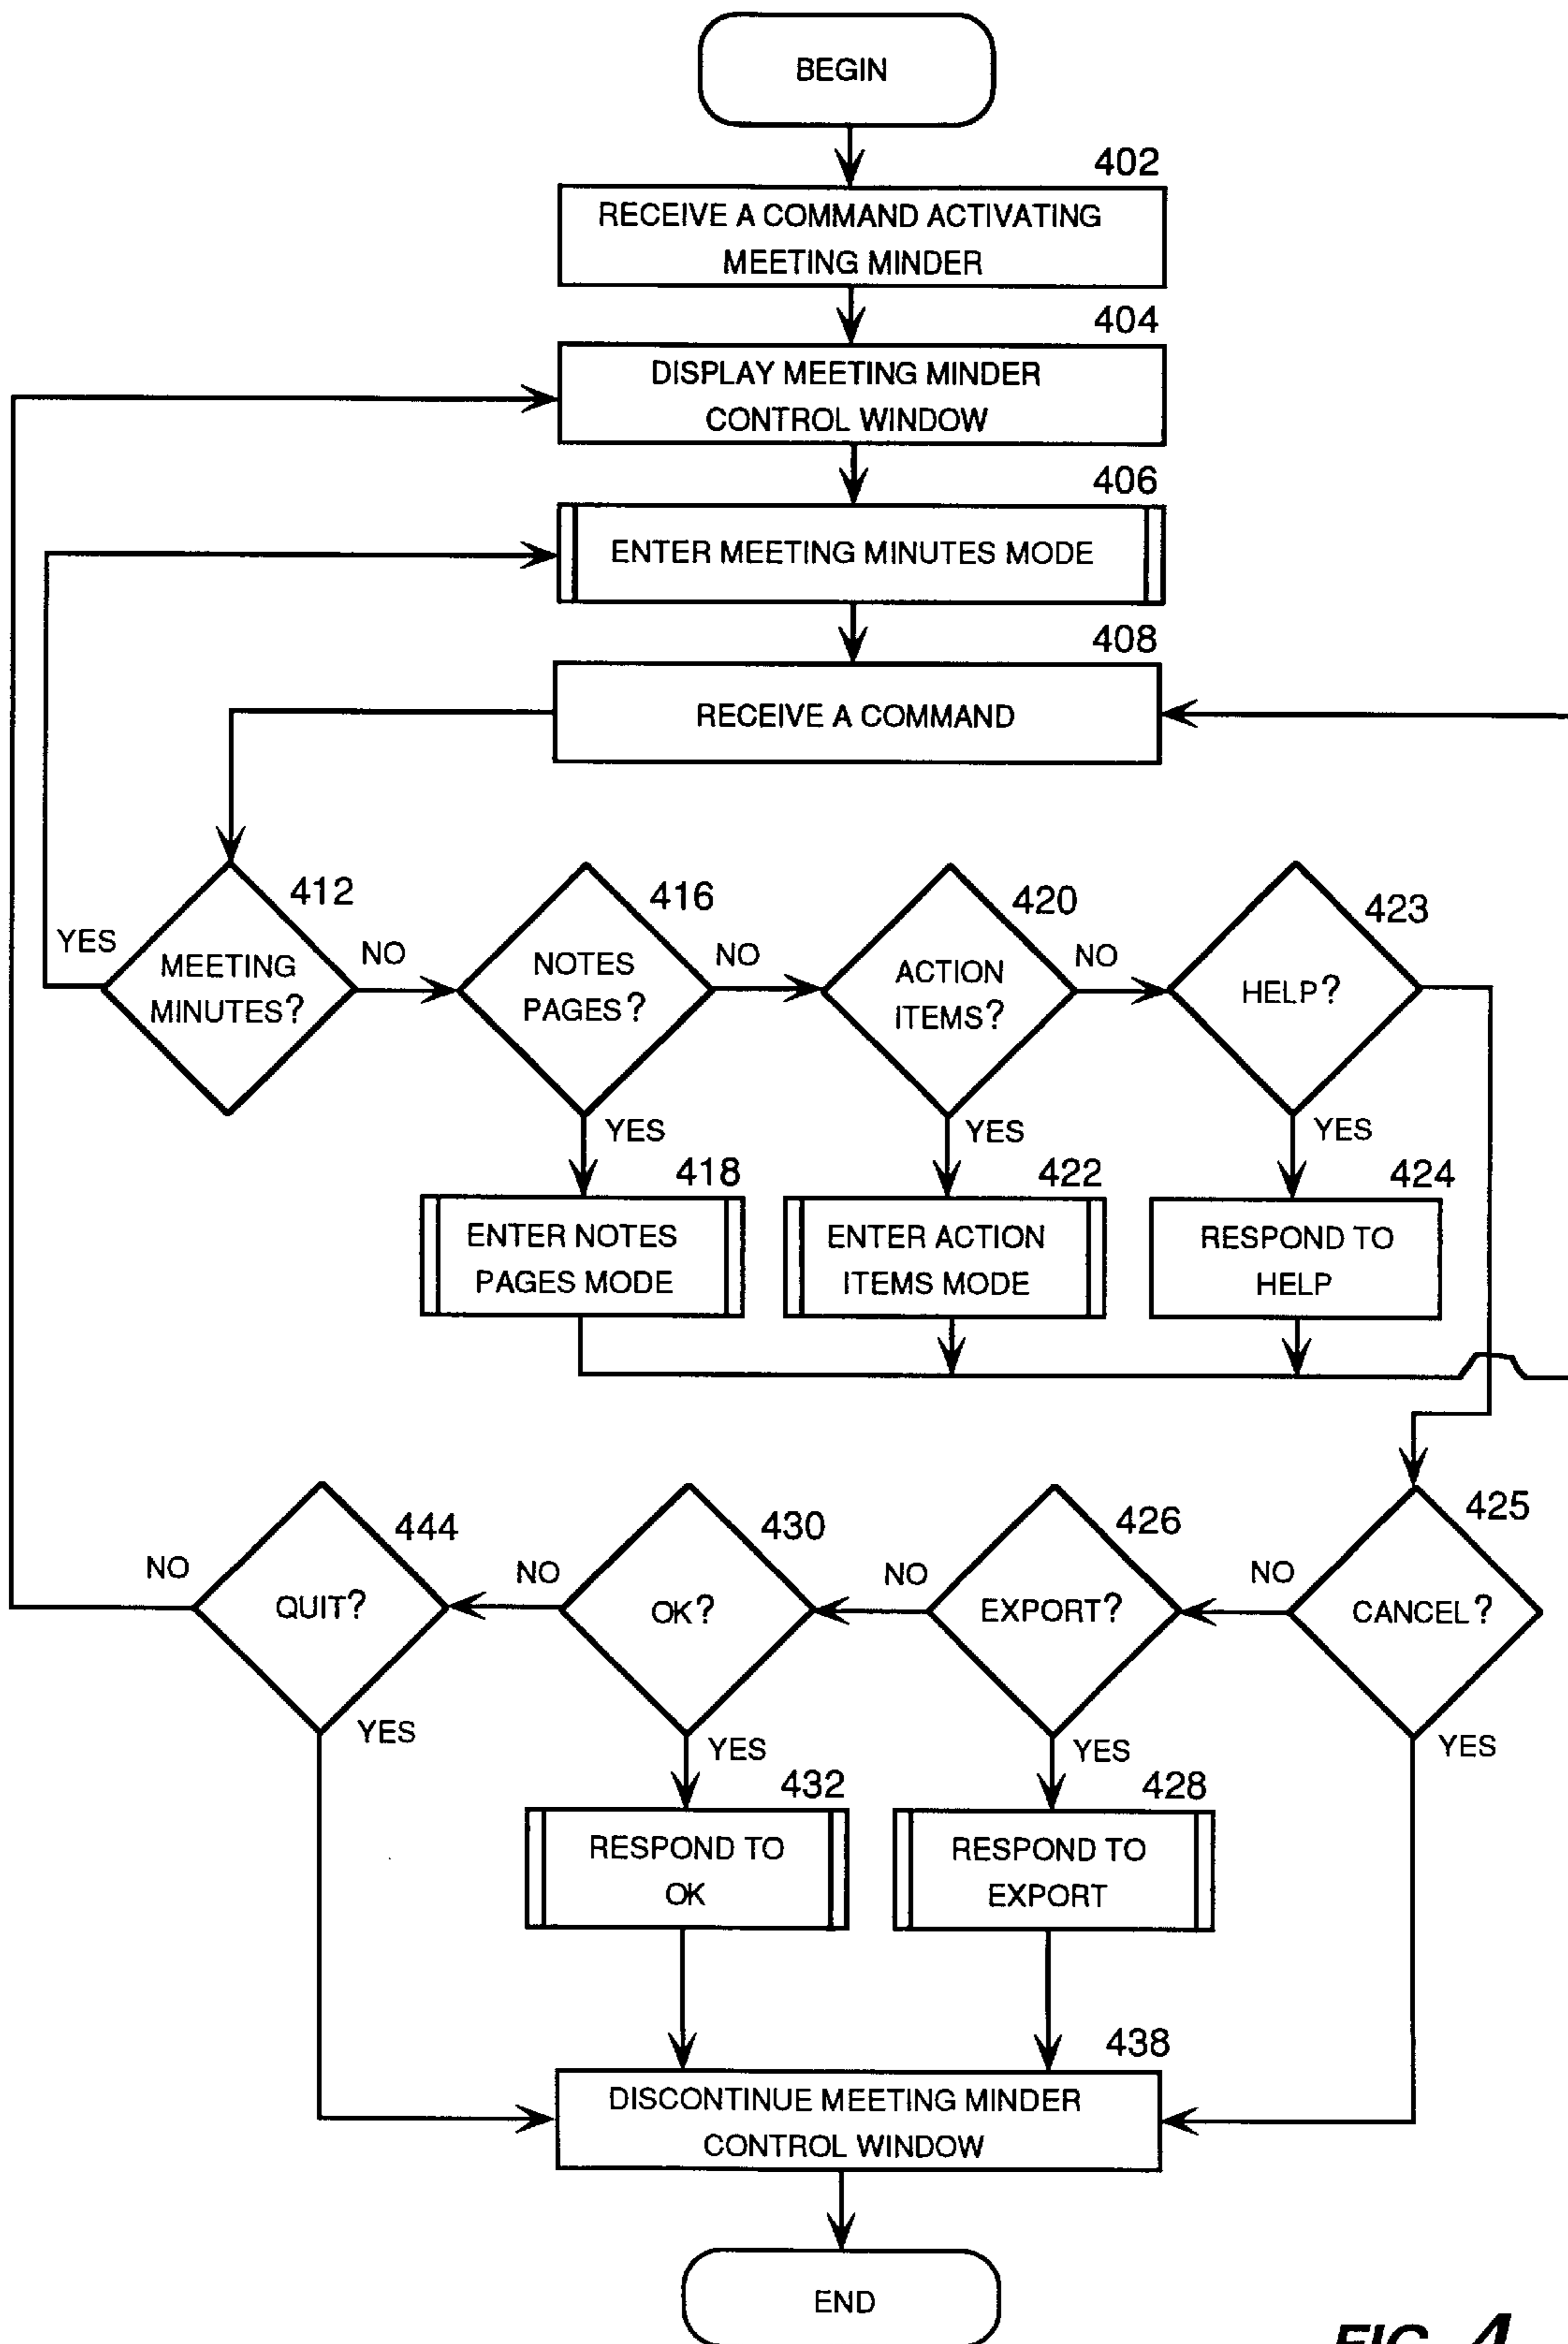 BEGIN
402
RECEIVE A COMMAND ACTIVATING
MEETING MINDER
404
DISPLAY MEETING MINDER
CONTROL WINDOW
406
ENTER MEETING MINUTES MODE
408
RECEIVE A COMMAND
412
MEETING
MINUTES?
YES
NO
416
NOTES
PAGES?
NO
YES
420
ACTION
ITEMS?
NO
YES
423
HELP?
YES
418
ENTER NOTES
PAGES MODE
422
ENTER ACTION
ITEMS MODE
424
RESPOND TO
HELP
425
CANCEL?
NO
YES
426
EXPORT?
NO
YES
430
OK?
NO
YES
444
QUIT?
NO
YES
432
RESPOND TO
OK
428
RESPOND TO
EXPORT
438
DISCONTINUE MEETING MINDER
CONTROL WINDOW
END
FIG. 4